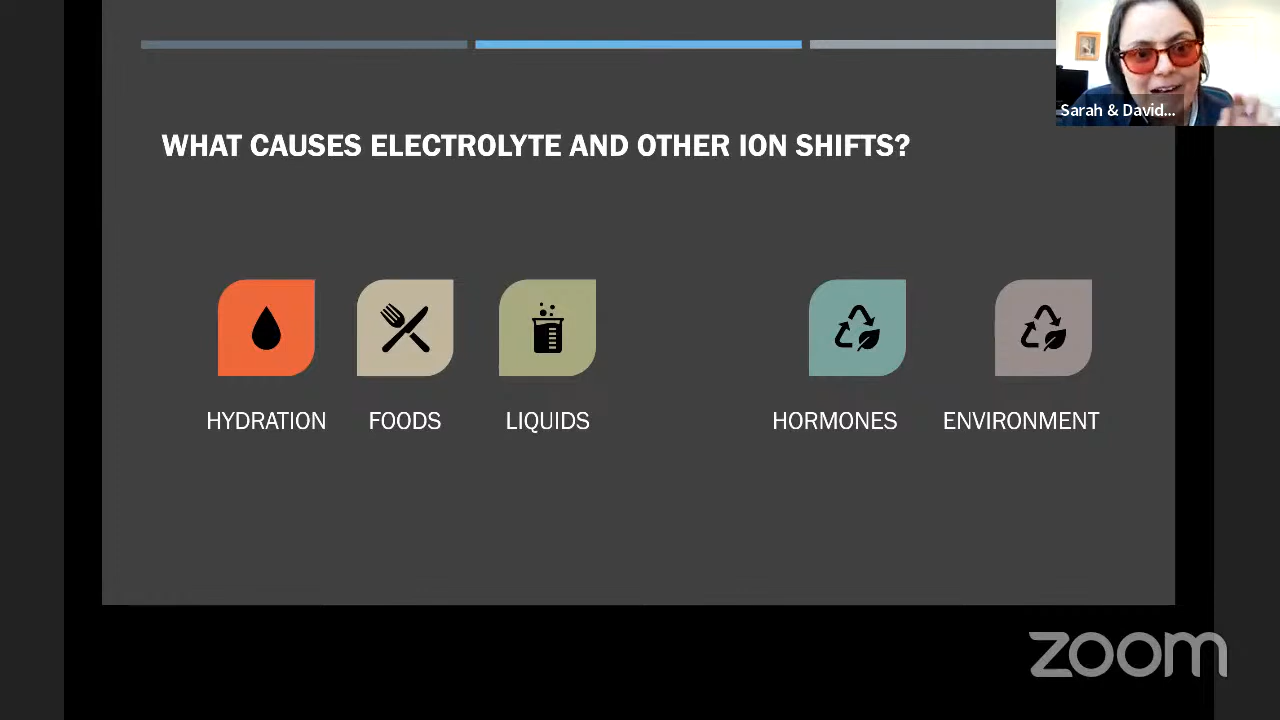 Sarah & David...
WHAT CAUSES ELECTROLYTE AND OTHER ION SHIFTS?
HYDRATION FOODS LIQUIDS HORMONES ENVIRONMENT
zoom